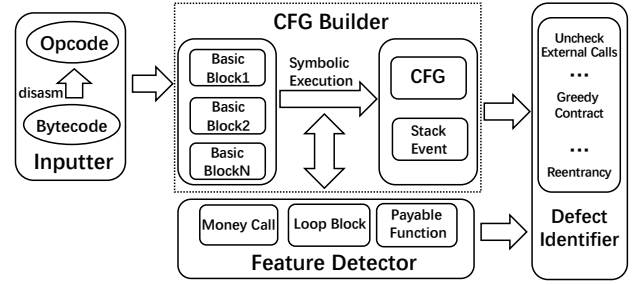 Opcode
disasm
Bytecode
Inputter
CFG Builder
Basic
Block1
Basic
Block2
Basic
BlockN
Symbolic
Execution
CFG
Stack
Event
Money Call
Loop Block
Payable
Function
Feature Detector
Uncheck
External Calls
...
Greedy
Contract
...
Reentrancy
Defect
Identifier